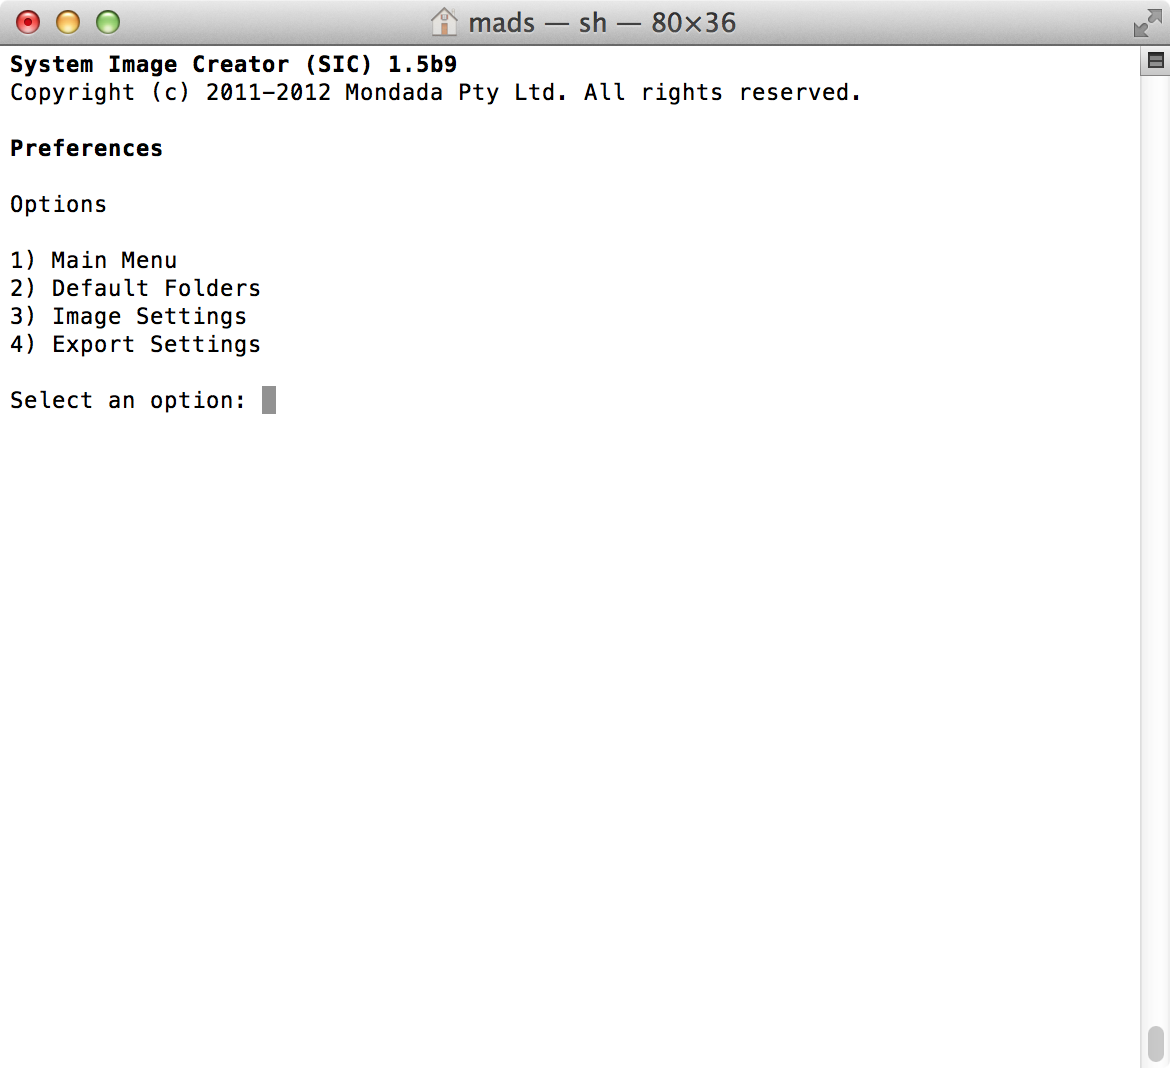 mads — sh — 80×36
System Image Creator (SIC) 1.5b9
Copyright (c) 2011-2012 Mondada Pty Ltd. All rights reserved.
Preferences
Options
1) Main Menu
2) Default Folders
3) Image Settings
4) Export Settings
Select an option: